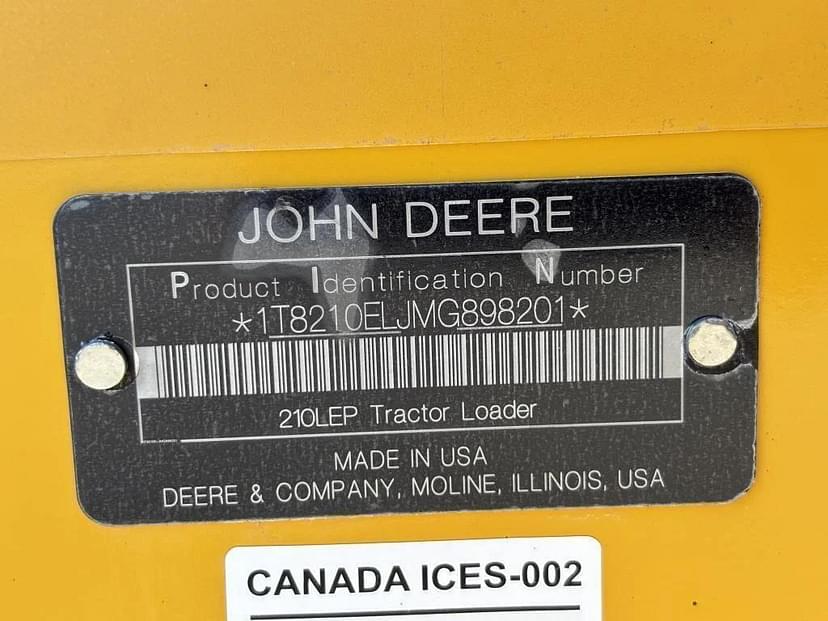 JOHN DEERE
Product Identification Number
*1T8210ELJMG898201*
210LEP Tractor Loader
MADE IN USA
DEERE & COMPANY, MOLINE, ILLINOIS, USA
CANADA ICES-002